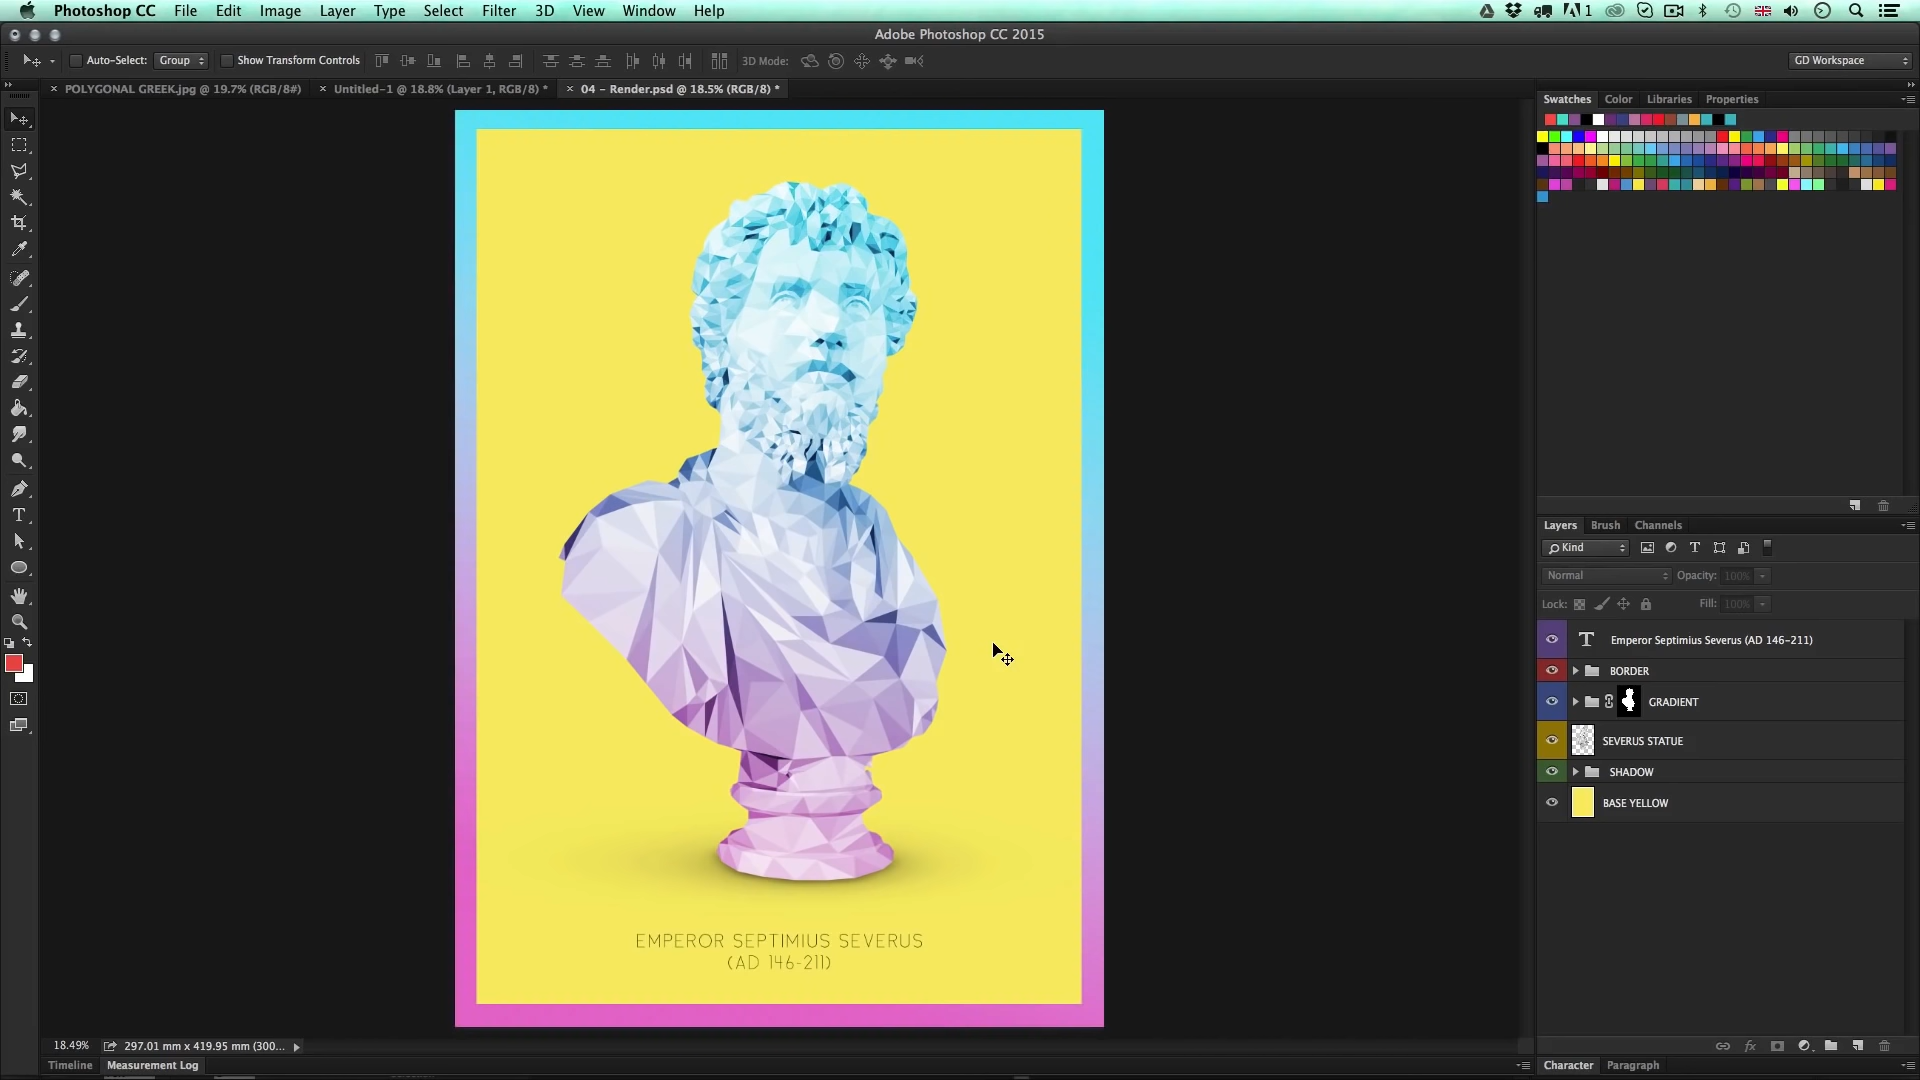 Photoshop CC File Edit Image Layer Type Select Filter 3D View Window Help 1
Adobe Photoshop CC 2015
Auto-Select: Group Show Transform Controls 3D Mode: GD Workspace
× POLYGONAL GREEK.jpg @ 19.7% (RGB/8#) × Untitled-1 @ 18.8% (Layer 1, RGB/8) * × 04 - Render.psd @ 18.5% (RGB/8) *
Swatches Color Libraries Properties
EMPEROR SEPTIMIUS SEVERUS
(AD 146-211)
Layers Brush Channels
Kind
Normal Opacity: 100%
Lock: Fill: 100%
Emperor Septimius Severus (AD 146-211)
BORDER
GRADIENT
SEVERUS STATUE
SHADOW
BASE YELLOW
fx
18.49% 297.01 mm x 419.95 mm (300...
Timeline Measurement Log
Character Paragraph